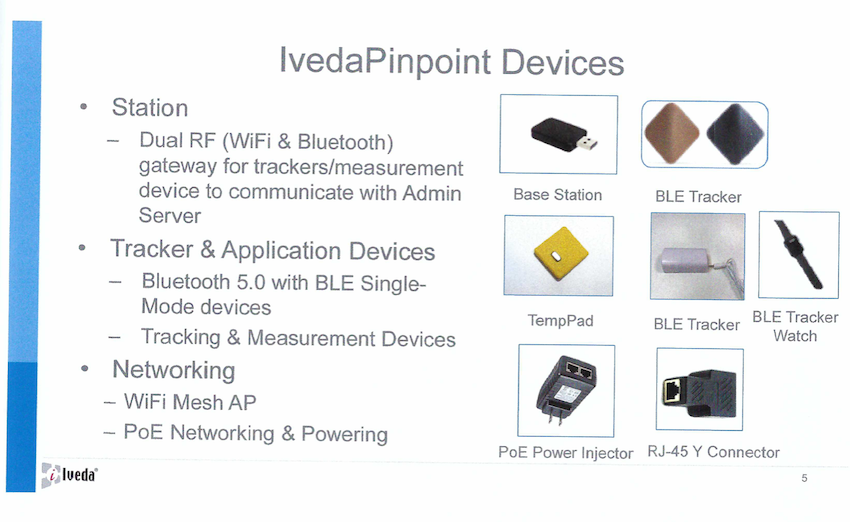 IvedaPinpoint Devices
• Station
– Dual RF (WiFi & Bluetooth)
gateway for trackers/measurement
device to communicate with Admin
Server
• Tracker & Application Devices
– Bluetooth 5.0 with BLE Single-
Mode devices
– Tracking & Measurement Devices
• Networking
– WiFi Mesh AP
– PoE Networking & Powering
Base Station
BLE Tracker
TempPad
BLE Tracker
BLE Tracker
Watch
PoE Power Injector
RJ-45 Y Connector
Iveda®
5